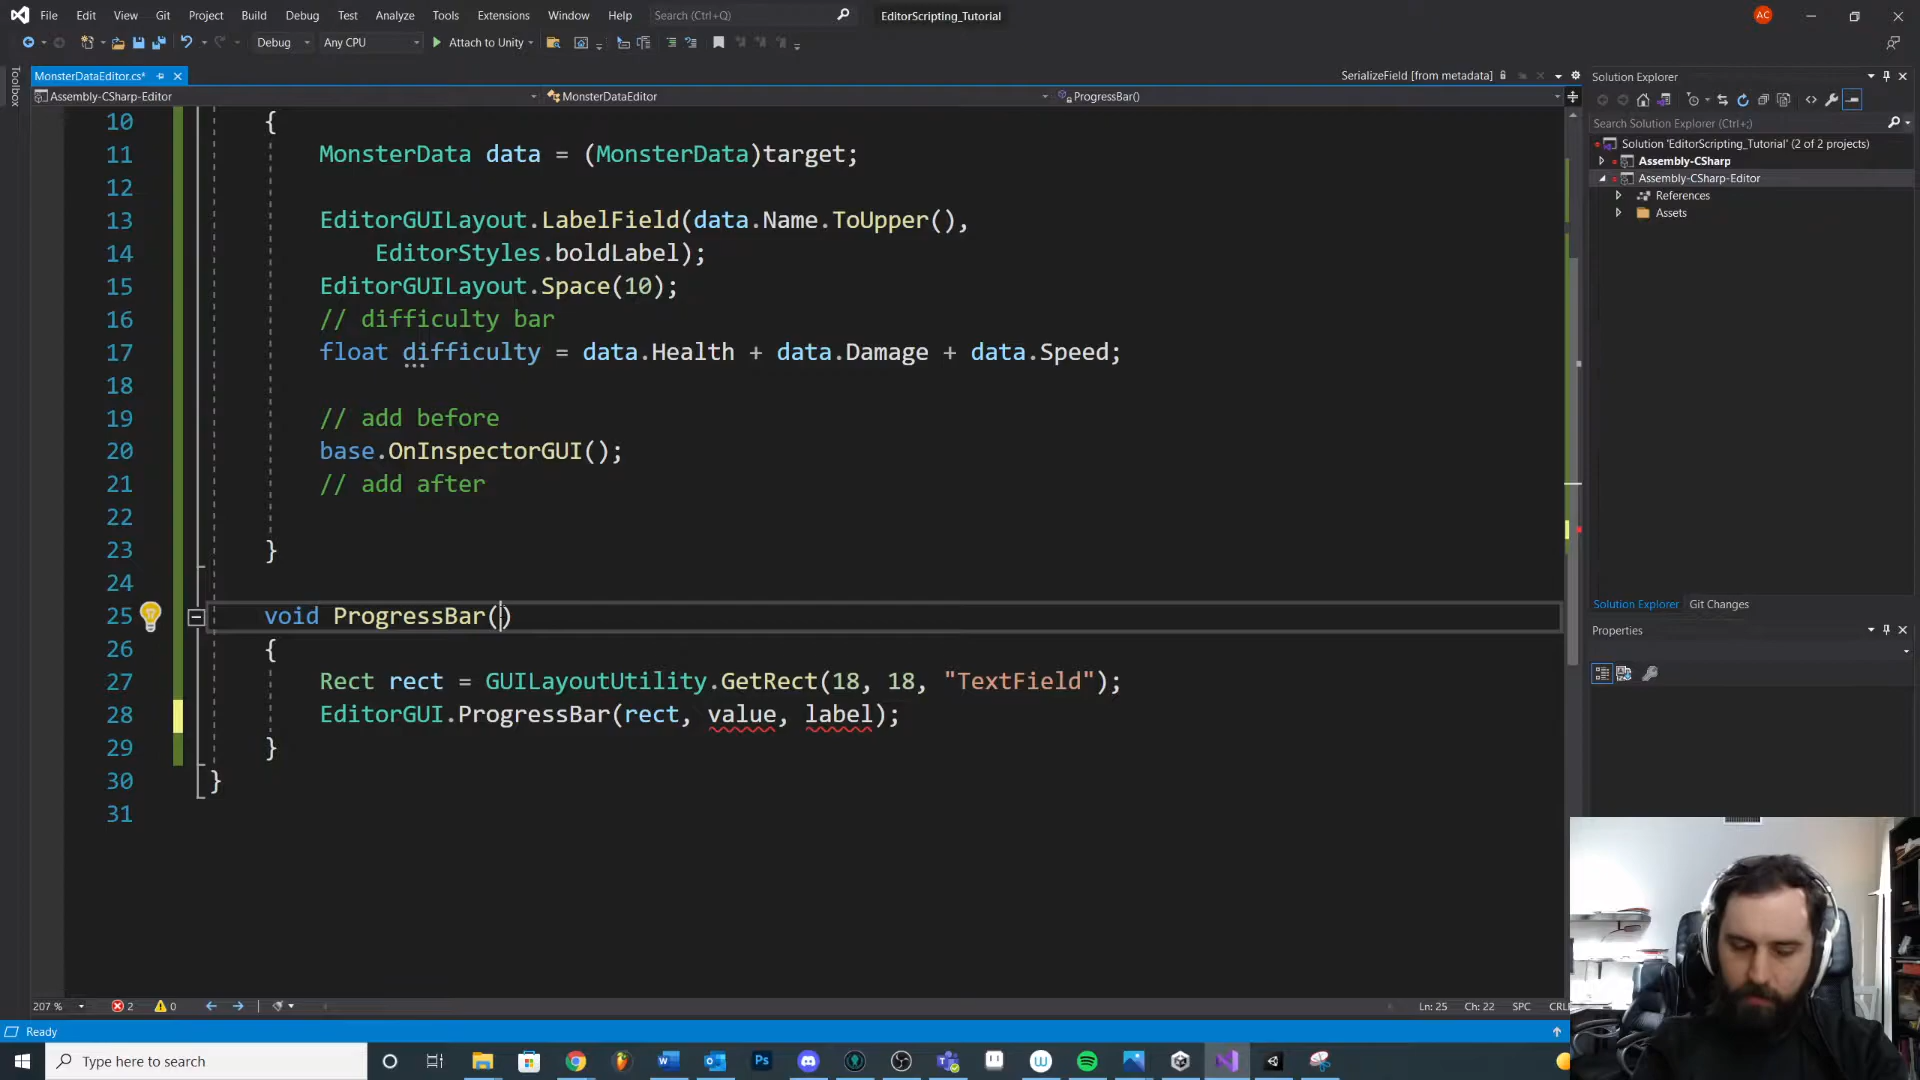 File Edit View Git Project Build Debug Test Analyze Tools Extensions Window Help Search (Ctrl+Q) EditorScripting_Tutorial AC
Debug Any CPU Attach to Unity
Toolbox
MonsterDataEditor.cs* SerializeField [from metadata]
Assembly-CSharp-Editor MonsterDataEditor ProgressBar()
10 {
11 MonsterData data = (MonsterData)target;
12
13 EditorGUILayout.LabelField(data.Name.ToUpper(),
14 EditorStyles.boldLabel);
15 EditorGUILayout.Space(10);
16 // difficulty bar
17 float difficulty = data.Health + data.Damage + data.Speed;
18
19 // add before
20 base.OnInspectorGUI();
21 // add after
22
23 }
24
25 void ProgressBar()
26 {
27 Rect rect = GUILayoutUtility.GetRect(18, 18, "TextField");
28 EditorGUI.ProgressBar(rect, value, label);
29 }
30 }
31
207 % 2 0 Ln: 25 Ch: 22 SPC CRL
Ready
Solution Explorer
Search Solution Explorer (Ctrl+;)
Solution 'EditorScripting_Tutorial' (2 of 2 projects)
Assembly-CSharp
Assembly-CSharp-Editor
References
Assets
Solution Explorer Git Changes
Properties
Type here to search